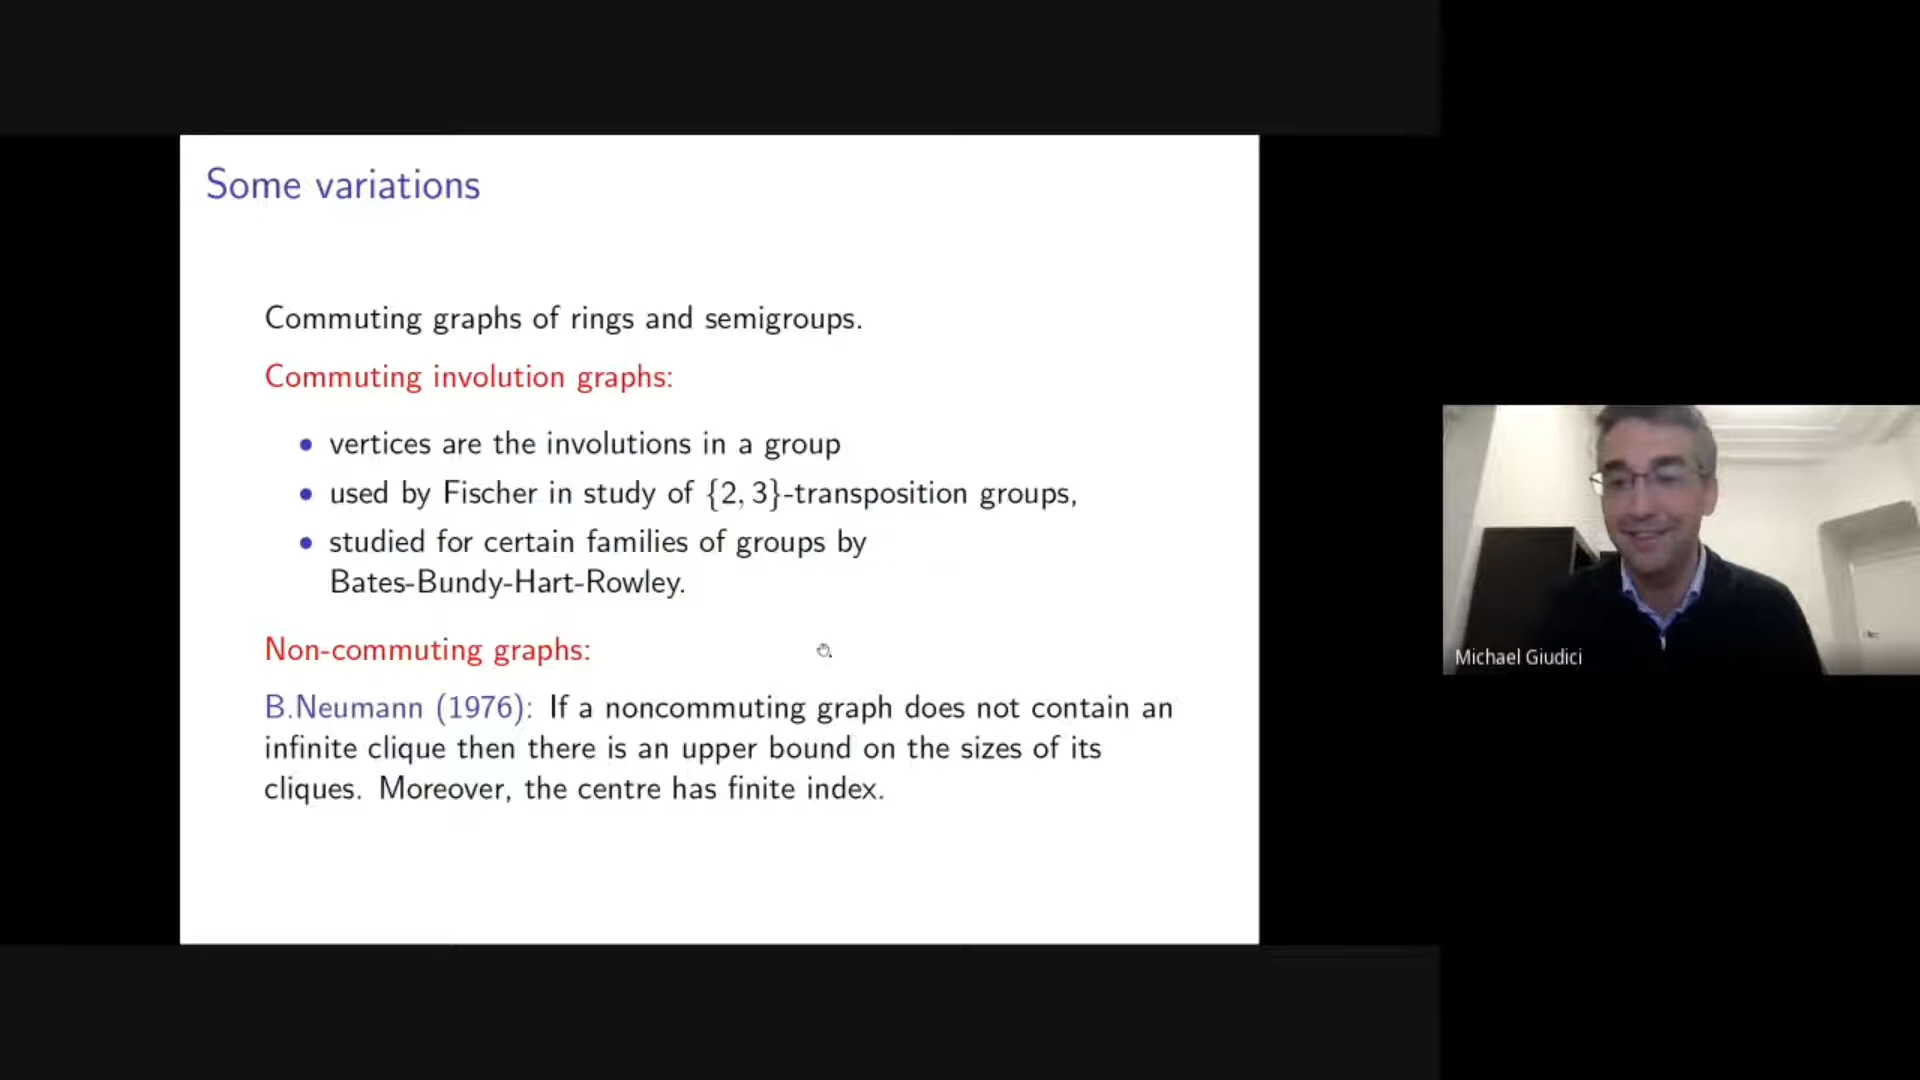 Some variations
Commuting graphs of rings and semigroups.
Commuting involution graphs:
• vertices are the involutions in a group
• used by Fischer in study of {2, 3}-transposition groups,
• studied for certain families of groups by
Bates-Bundy-Hart-Rowley.
Non-commuting graphs:
B.Neumann (1976): If a noncommuting graph does not contain an
infinite clique then there is an upper bound on the sizes of its
cliques. Moreover, the centre has finite index.
Michael Giudici